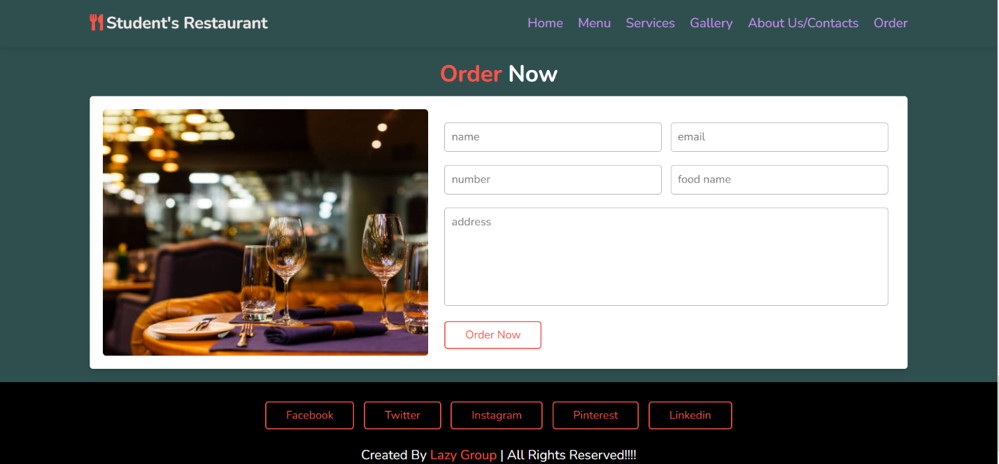 Student's Restaurant
Home Menu Services Gallery About Us/Contacts Order
Order Now
name email
number food name
address
Order Now
Facebook Twitter Instagram Pinterest Linkedin
Created By Lazy Group | All Rights Reserved!!!!